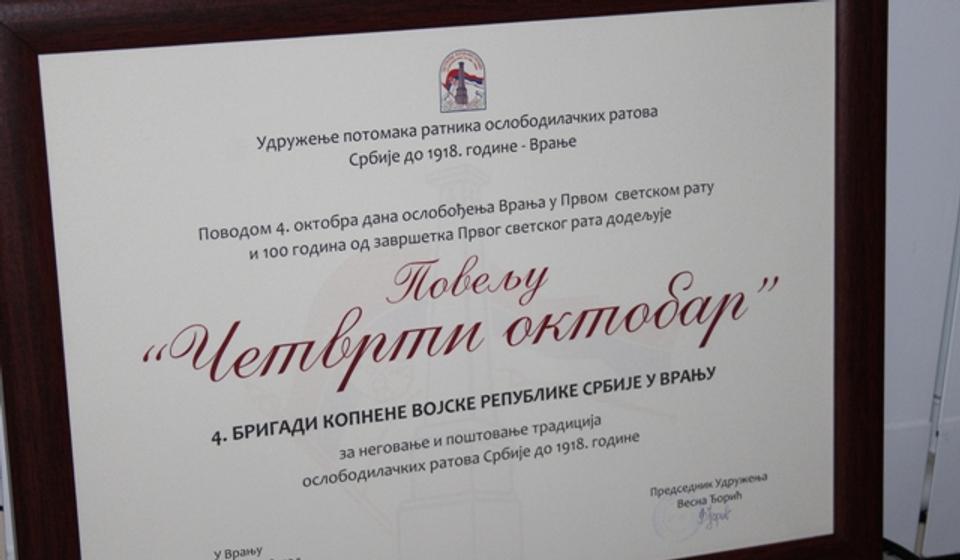 Удружење потомака ратника ослободилачких ратова
Србије до 1918. године - Врање
Поводом 4. октобра дана ослобођења Врања у Првом светском рату
и 100 година од завршетка Првог светског рата додељује
Повељу
“Четврти октобар”
4. БРИГАДИ КОПНЕНЕ ВОЈСКЕ РЕПУБЛИКЕ СРБИЈЕ У ВРАЊУ
за неговање и поштовање традиција
ослободилачких ратова Србије до 1918. године
Председник Удружења
Весна Ђорић
У Врању